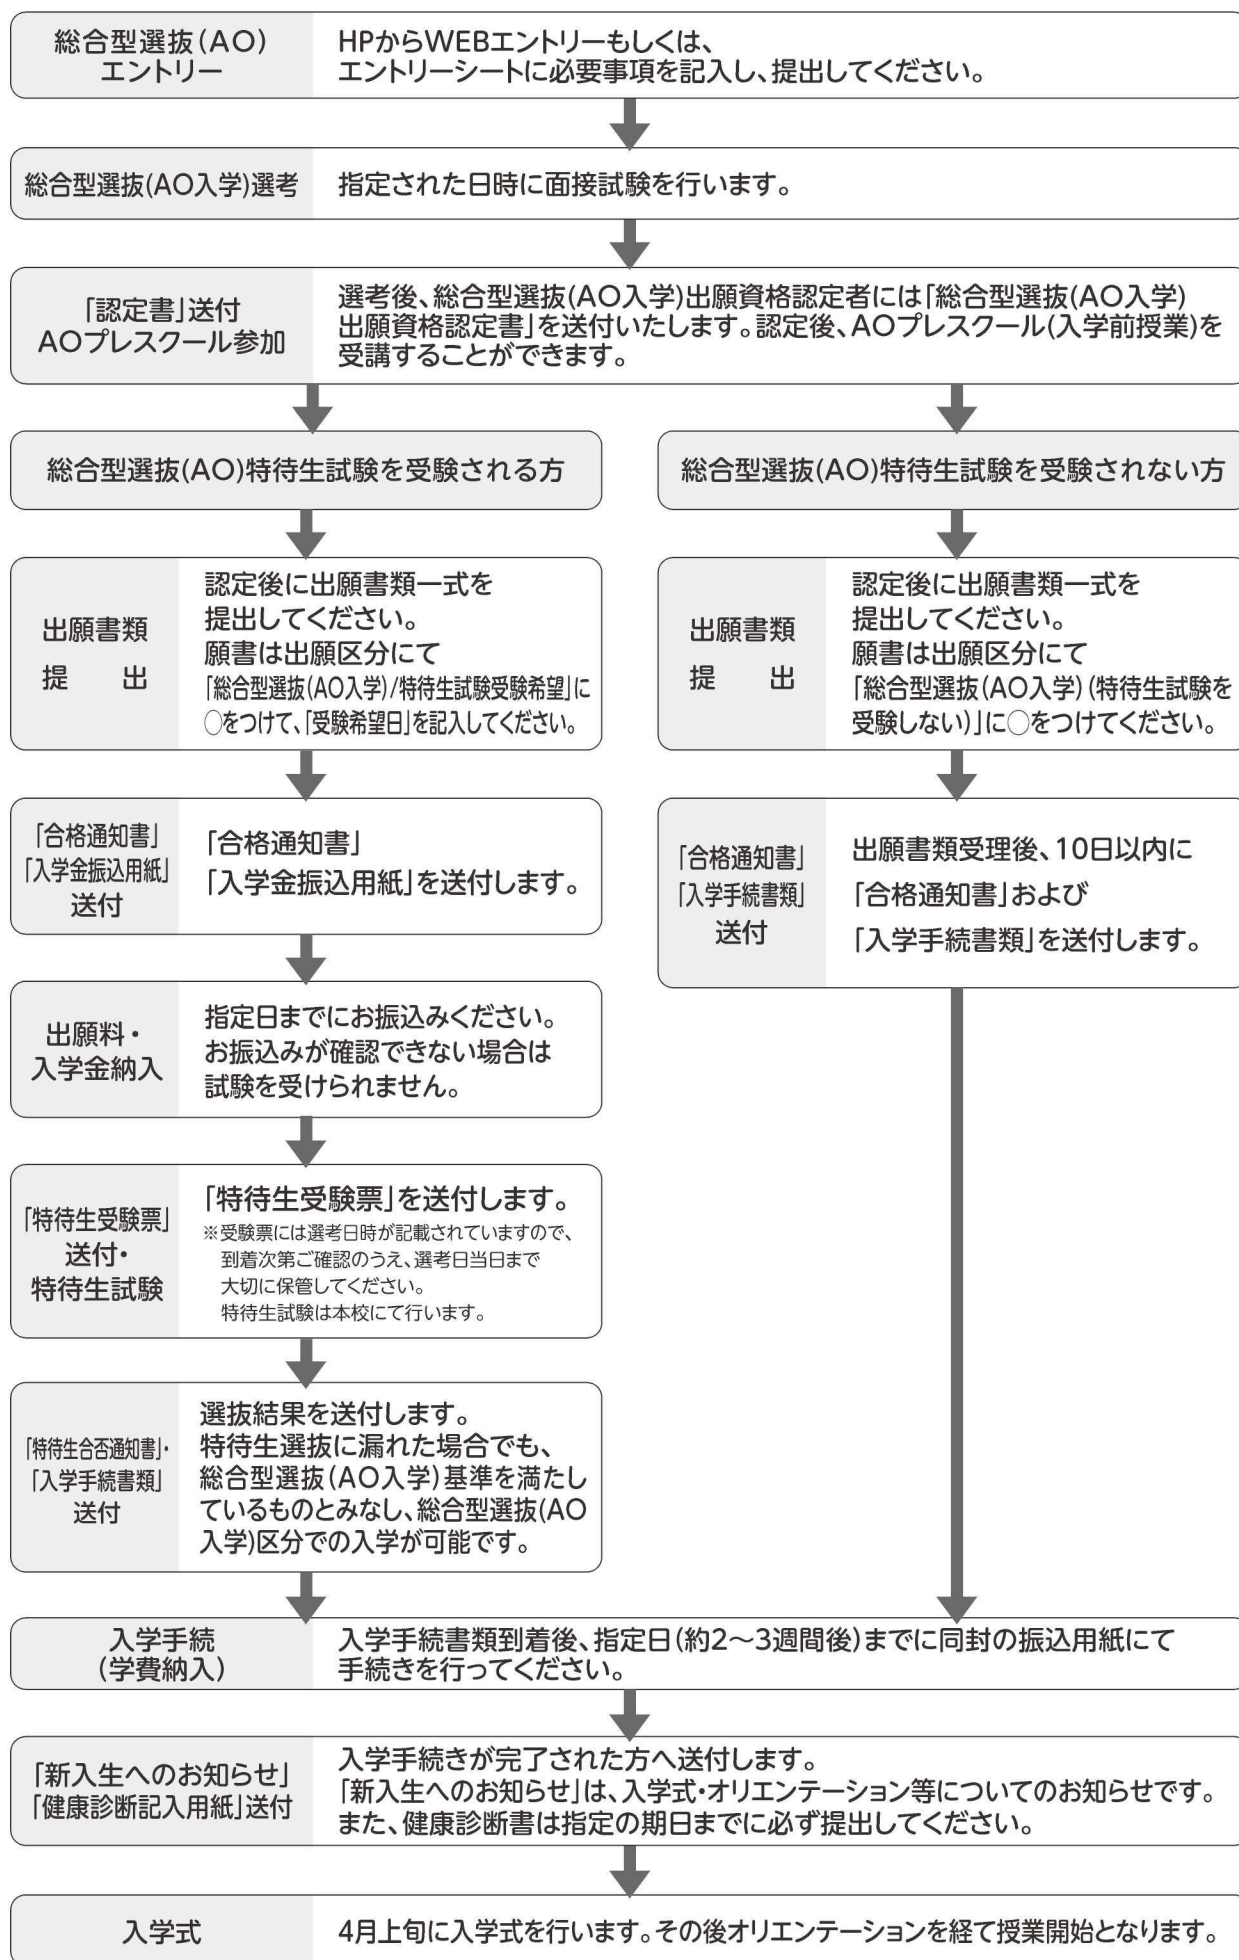 総合型選抜(AO)
エントリー
HPからWEBエントリーもしくは、
エントリーシートに必要事項を記入し、提出してください。
総合型選抜(AO入学)選考
指定された日時に面接試験を行います。
「認定書」送付
AOプレスクール参加
選考後、総合型選抜(AO入学)出願資格認定者には「総合型選抜(AO入学)
出願資格認定書」を送付いたします。認定後、AOプレスクール(入学前授業)を
受講することができます。
総合型選抜(AO)特待生試験を受験される方
出願書類
提　出
認定後に出願書類一式を
提出してください。
願書は出願区分にて
「総合型選抜(AO入学)/特待生試験受験希望」に
○をつけて、「受験希望日」を記入してください。
「合格通知書」
「入学金振込用紙」
送付
「合格通知書」
「入学金振込用紙」を送付します。
出願料・
入学金納入
指定日までにお振込みください。
お振込みが確認できない場合は
試験を受けられません。
「特待生受験票」
送付・
特待生試験
「特待生受験票」を送付します。
※受験票には選考日時が記載されていますので、
到着次第ご確認のうえ、選考日当日まで
大切に保管してください。
特待生試験は本校にて行います。
「特待生合否通知書」・
「入学手続書類」
送付
選抜結果を送付します。
特待生選抜に漏れた場合でも、
総合型選抜(AO入学)基準を満たし
ているものとみなし、総合型選抜(AO
入学)区分での入学が可能です。
総合型選抜(AO)特待生試験を受験されない方
出願書類
提　出
認定後に出願書類一式を
提出してください。
願書は出願区分にて
「総合型選抜(AO入学)(特待生試験を
受験しない)」に○をつけてください。
「合格通知書」
「入学手続書類」
送付
出願書類受理後、10日以内に
「合格通知書」および
「入学手続書類」を送付します。
入学手続
(学費納入)
入学手続書類到着後、指定日(約2～3週間後)までに同封の振込用紙にて
手続きを行ってください。
「新入生へのお知らせ」
「健康診断記入用紙」送付
入学手続きが完了された方へ送付します。
「新入生へのお知らせ」は、入学式・オリエンテーション等についてのお知らせです。
また、健康診断書は指定の期日までに必ず提出してください。
入学式
4月上旬に入学式を行います。その後オリエンテーションを経て授業開始となります。